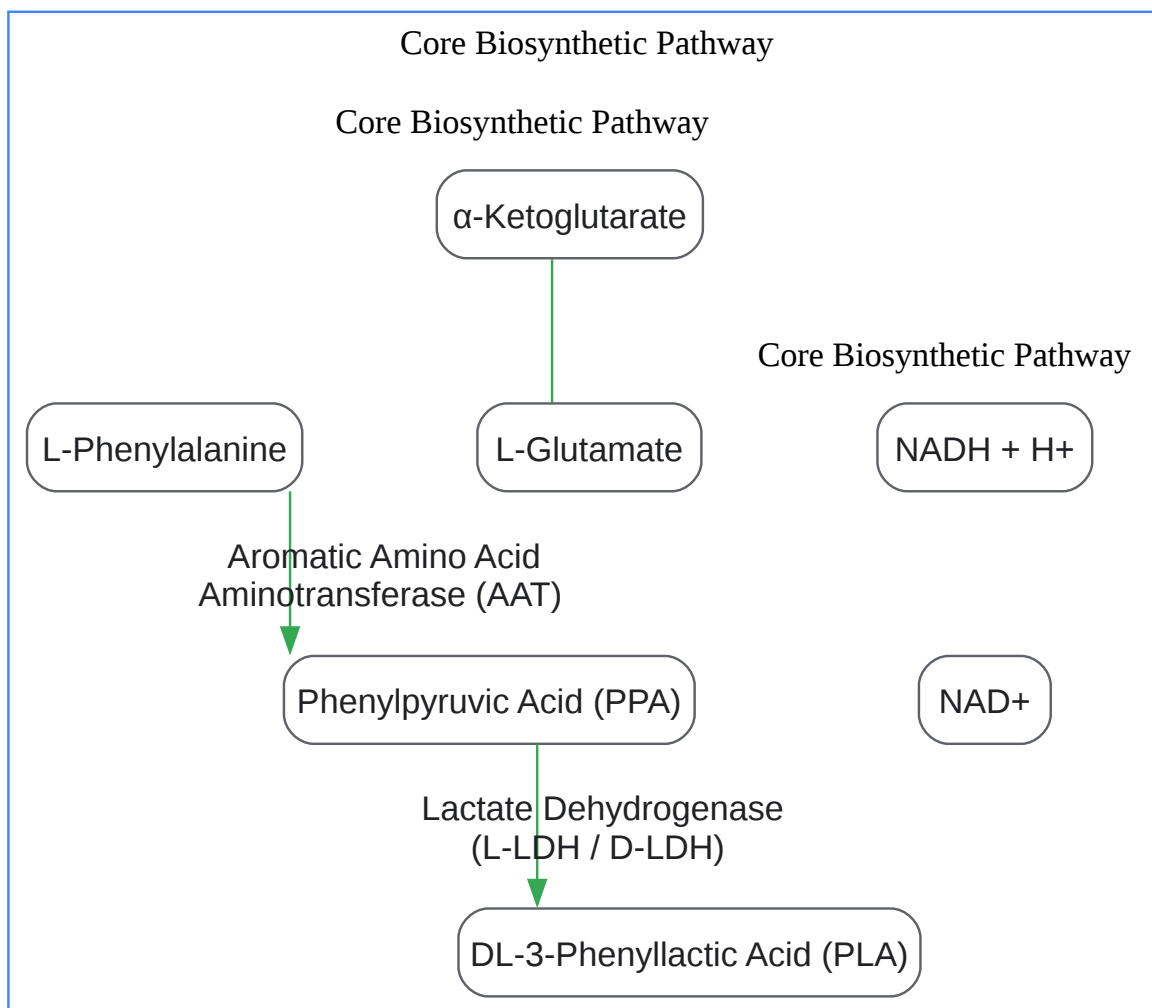 Core Biosynthetic Pathway
Core Biosynthetic Pathway
α-Ketoglutarate
Core Biosynthetic Pathway
L-Phenylalanine
L-Glutamate
NADH + H+
Aromatic Amino Acid
Aminotransferase (AAT)
Phenylpyruvic Acid (PPA)
NAD+
Lactate Dehydrogenase
(L-LDH / D-LDH)
DL-3-Phenyllactic Acid (PLA)